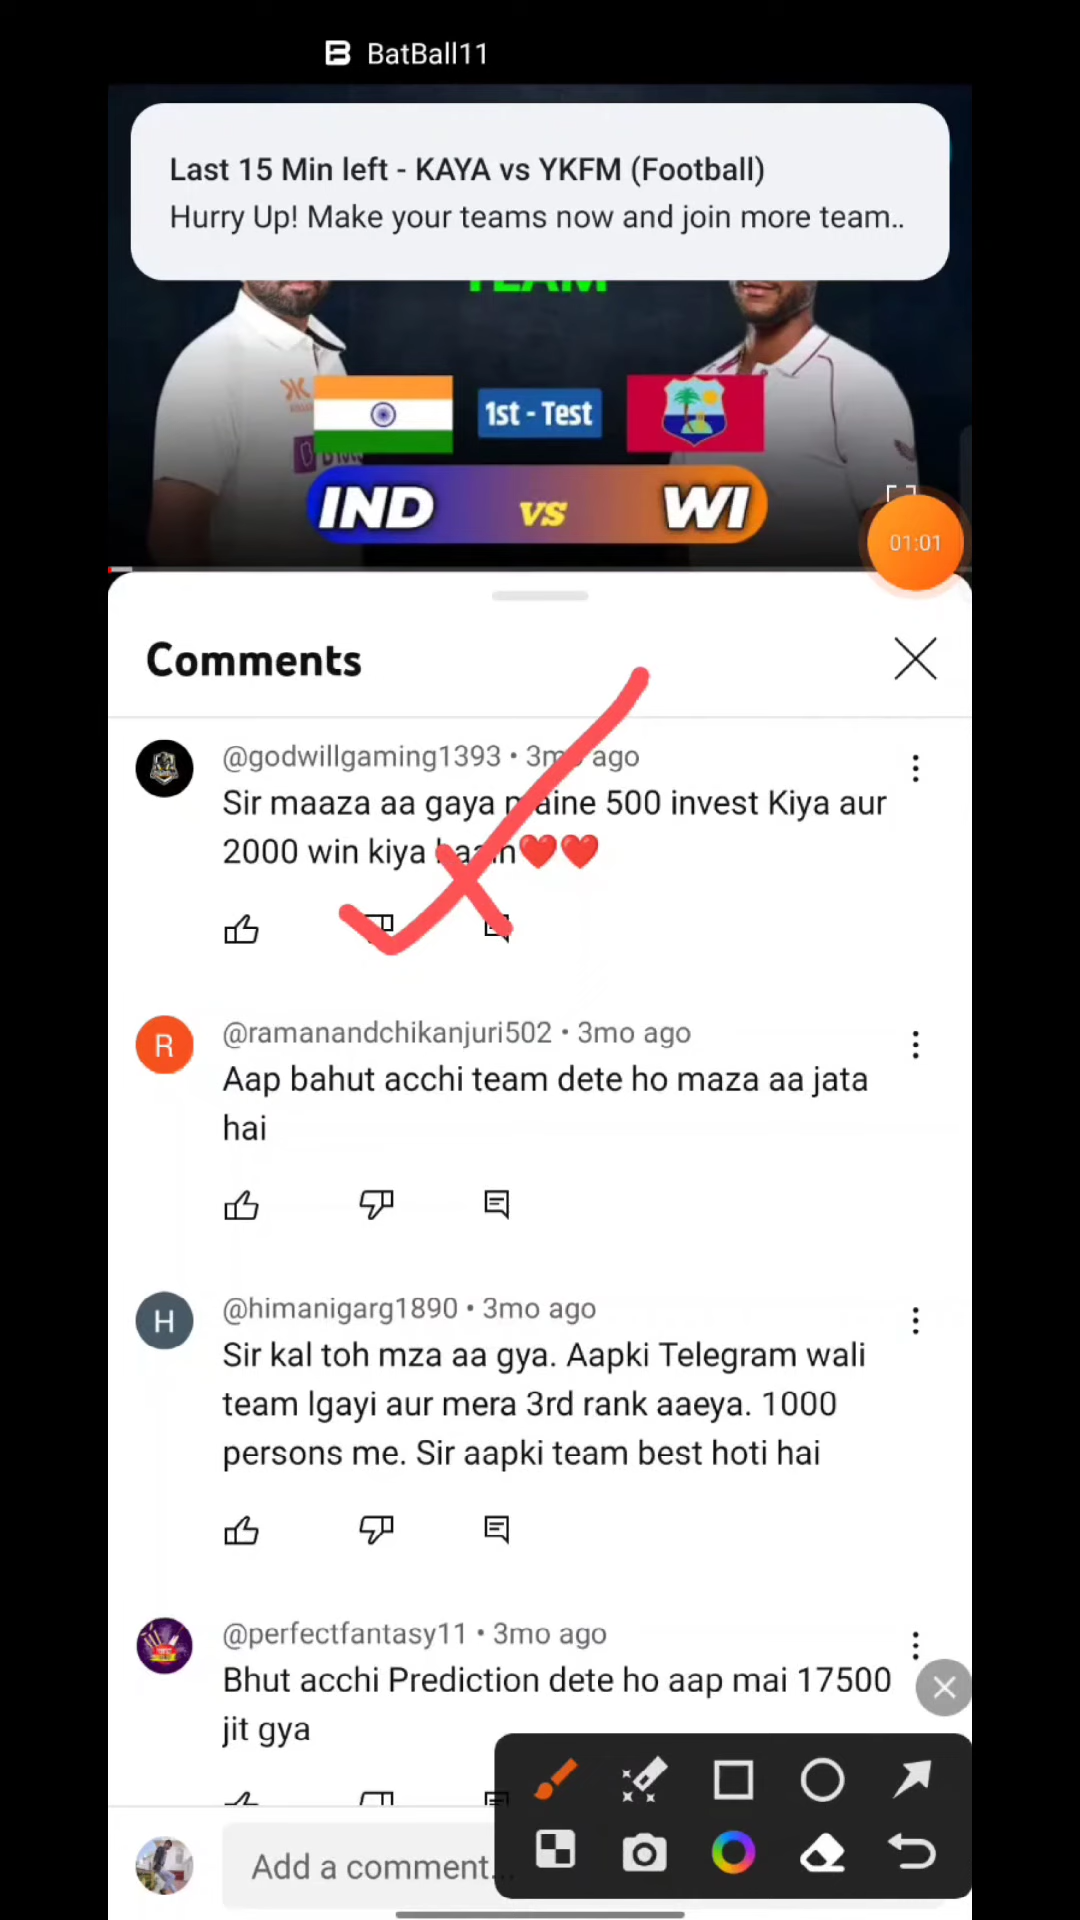 BatBall11
Last 15 Min left - KAYA vs YKFM (Football)
Hurry Up! Make your teams now and join more team..
TEAM
1st - Test
IND vs WI
01:01
Comments
@godwillgaming1393 • 3mo ago
Sir maaza aa gaya maine 500 invest Kiya aur
2000 win kiya haain❤️❤️
R
@ramanandchikanjuri502 • 3mo ago
Aap bahut acchi team dete ho maza aa jata
hai
H
@himanigarg1890 • 3mo ago
Sir kal toh mza aa gya. Aapki Telegram wali
team lgayi aur mera 3rd rank aaeya. 1000
persons me. Sir aapki team best hoti hai
@perfectfantasy11 • 3mo ago
Bhut acchi Prediction dete ho aap mai 17500
jit gya
Add a comment...